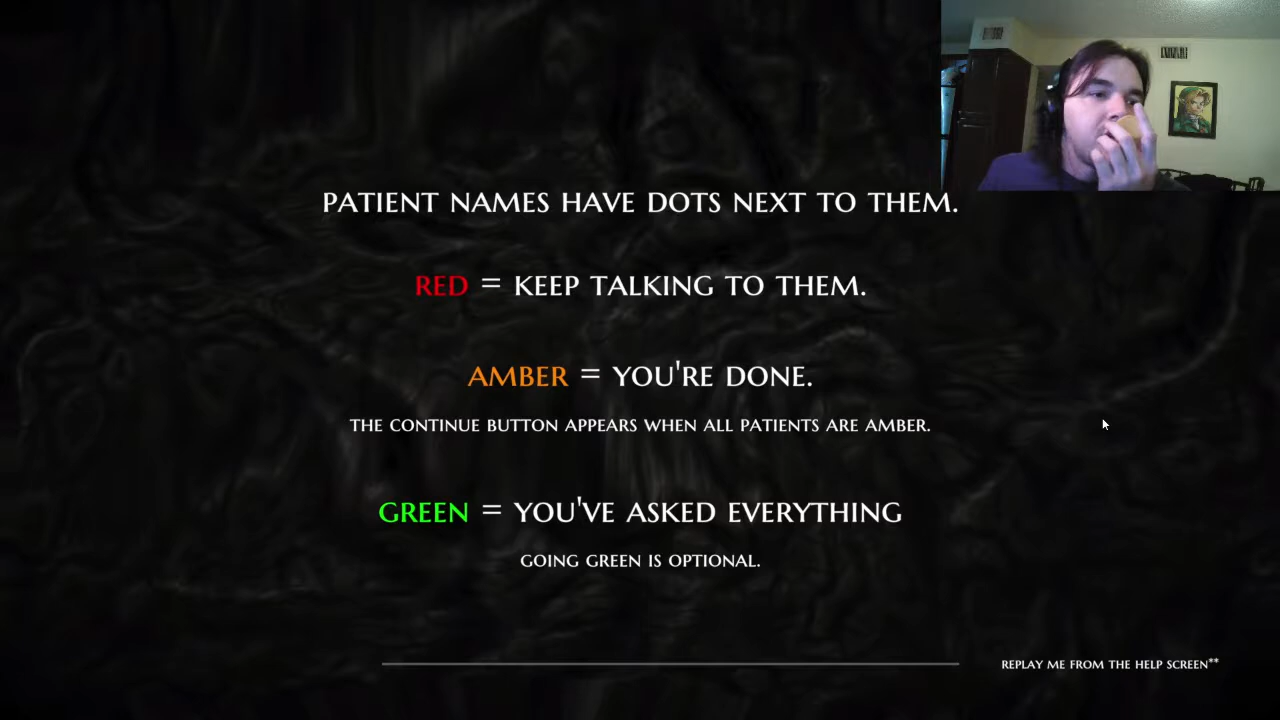 PATIENT NAMES HAVE DOTS NEXT TO THEM.
RED = KEEP TALKING TO THEM.
AMBER = YOU'RE DONE.
THE CONTINUE BUTTON APPEARS WHEN ALL PATIENTS ARE AMBER.
GREEN = YOU'VE ASKED EVERYTHING
GOING GREEN IS OPTIONAL.
REPLAY ME FROM THE HELP SCREEN**